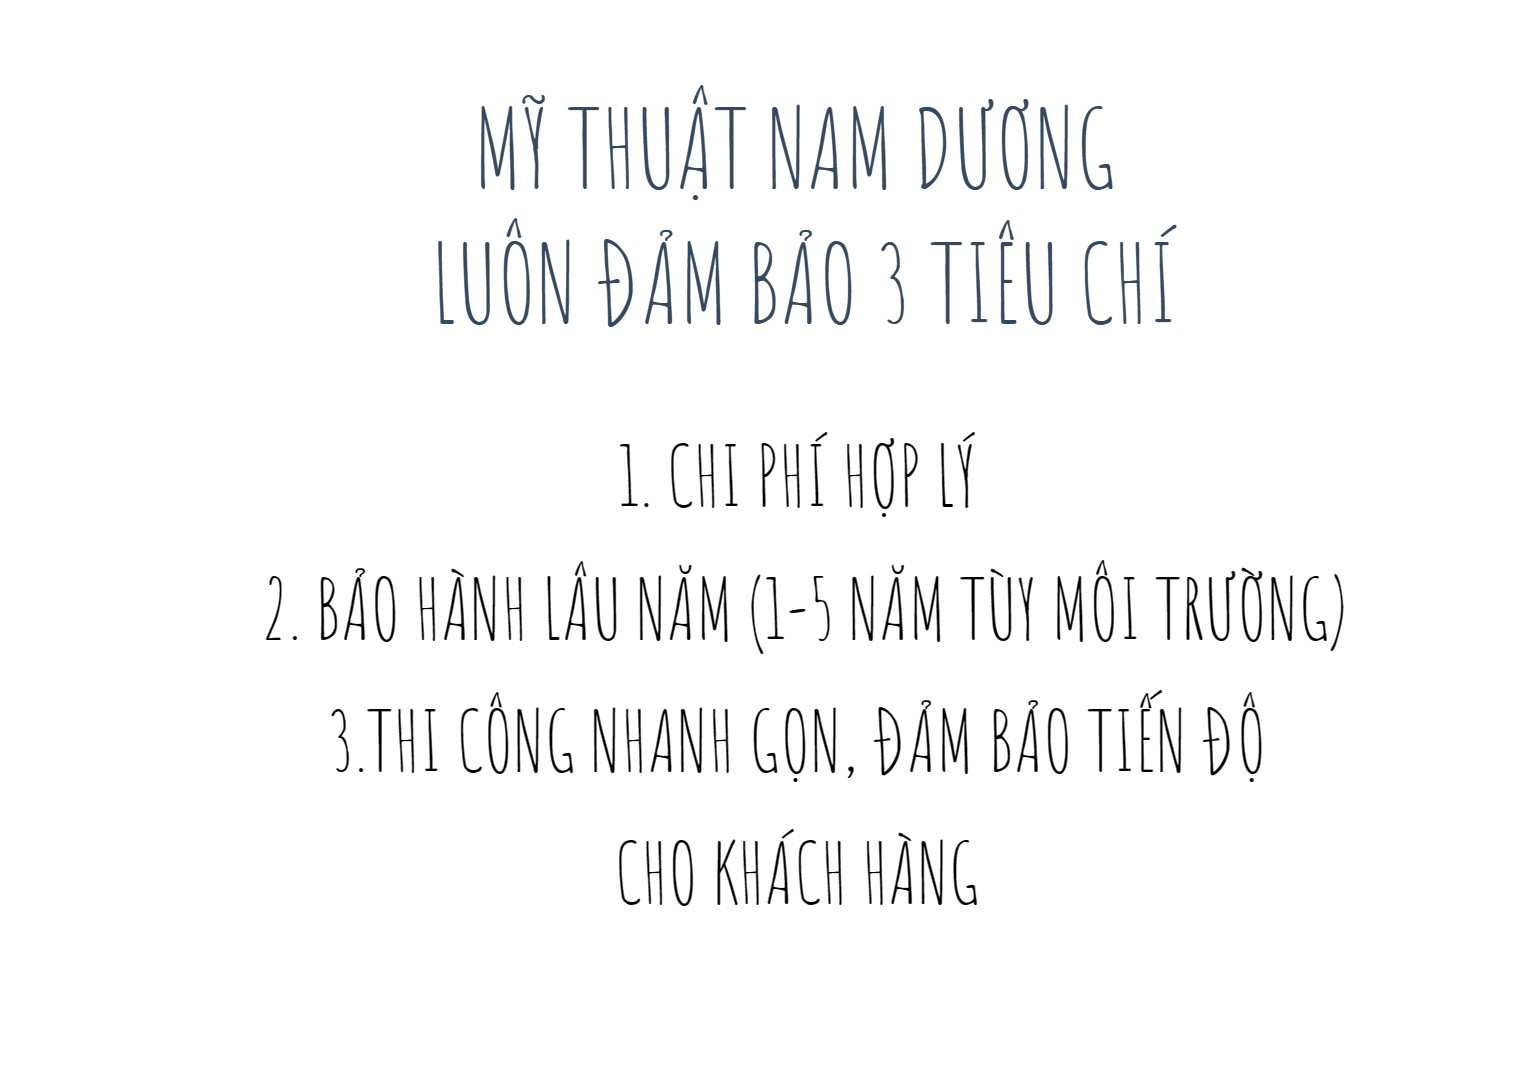 MỸ THUẬT NAM DƯƠNG
LUÔN ĐẢM BẢO 3 TIÊU CHÍ
1. CHI PHÍ HỢP LÝ
2. BẢO HÀNH LÂU NĂM (1-5 NĂM TÙY MÔI TRƯỜNG)
3.THI CÔNG NHANH GỌN, ĐẢM BẢO TIẾN ĐỘ
CHO KHÁCH HÀNG